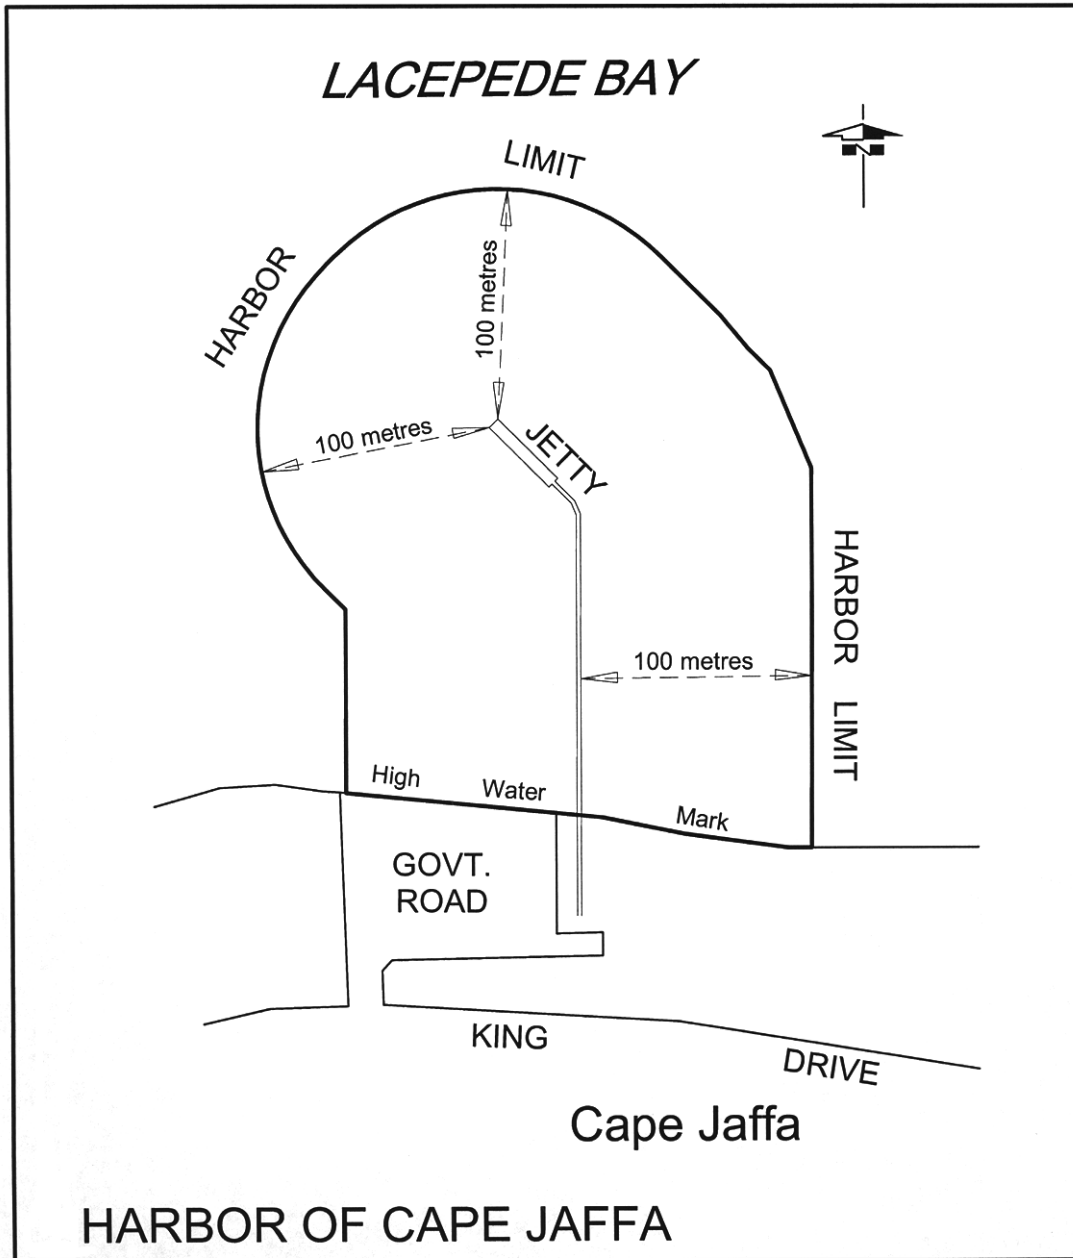 LACEPEDE BAY
LIMIT
N
HARBOR
100 metres
100 metres
JETTY
HARBOR LIMIT
100 metres
High Water Mark
GOVT.
ROAD
KING DRIVE
Cape Jaffa
HARBOR OF CAPE JAFFA